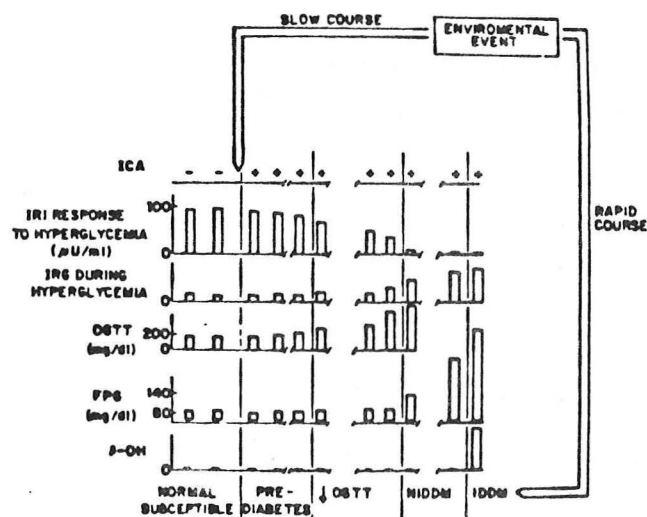 SLOW COURSE
ENVIROMENTAL
EVENT
ICA
- - + + + + + + + + +
IRI RESPONSE
TO HYPERGLYCEMIA
(µU/ml)
100
0
RAPID
COURSE
IRG DURING
HYPERGLYCEMIA
0
OGTT
(mg/dl)
200
0
FPG
(mg/dl)
140
80
β-OH
0
NORMAL PRE- ↓ OGTT NIDDM IDDM
SUSCEPTIBLE DIABETES